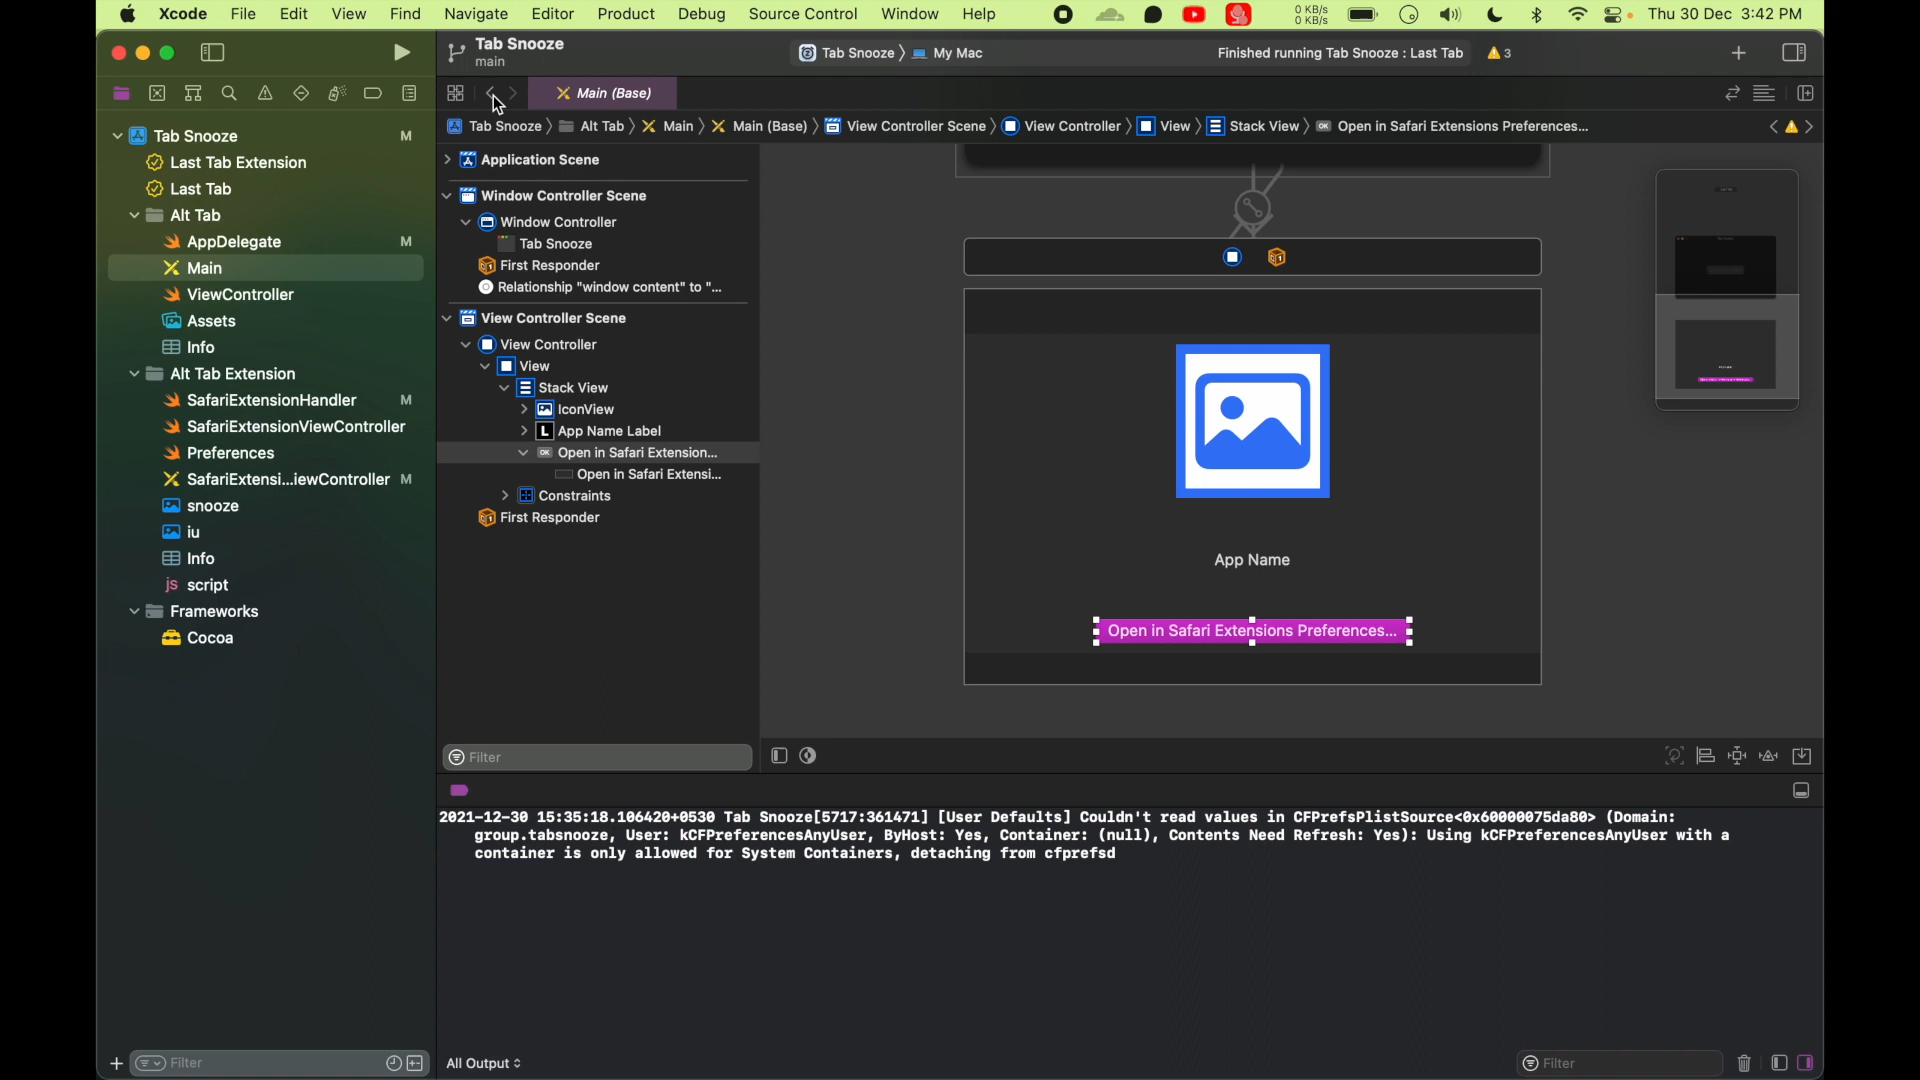 Xcode File Edit View Find Navigate Editor Product Debug Source Control Window Help
0 KB/s
0 KB/s
Thu 30 Dec 3:42 PM
Tab Snooze
main
Tab Snooze My Mac
Finished running Tab Snooze : Last Tab
3
Main (Base)
Tab Snooze Alt Tab Main Main (Base) View Controller Scene View Controller View Stack View Open in Safari Extensions Preferences...
Tab Snooze M
Last Tab Extension
Last Tab
Alt Tab
AppDelegate M
Main
ViewController
Assets
Info
Alt Tab Extension
SafariExtensionHandler M
SafariExtensionViewController
Preferences
SafariExtensi...iewController M
snooze
iu
Info
js script
Frameworks
Cocoa
Filter
Application Scene
Window Controller Scene
Window Controller
Tab Snooze
First Responder
Relationship "window content" to "...
View Controller Scene
View Controller
View
Stack View
IconView
L App Name Label
OK Open in Safari Extension...
Open in Safari Extensi...
Constraints
First Responder
Filter
App Name
Open in Safari Extensions Preferences...
2021-12-30 15:35:18.106420+0530 Tab Snooze[5717:361471] [User Defaults] Couldn't read values in CFPrefsPlistSource<0x60000075da80> (Domain:
group.tabsnooze, User: kCFPreferencesAnyUser, ByHost: Yes, Container: (null), Contents Need Refresh: Yes): Using kCFPreferencesAnyUser with a
container is only allowed for System Containers, detaching from cfprefsd
All Output
Filter